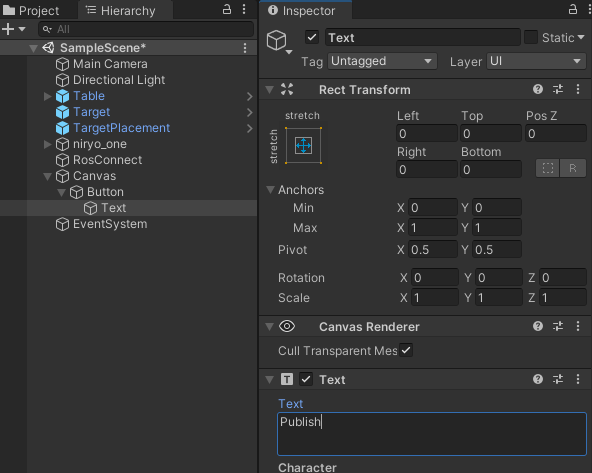 Project
Hierarchy
All
SampleScene*
Main Camera
Directional Light
Table
Target
TargetPlacement
niryo_one
RosConnect
Canvas
Button
Text
EventSystem
Inspector
Text
Static
Tag Untagged Layer UI
Rect Transform
stretch
stretch
Left Top Pos Z
0 0 0
Right Bottom
0 0 R
Anchors
Min X 0 Y 0
Max X 1 Y 1
Pivot X 0.5 Y 0.5
Rotation X 0 Y 0 Z 0
Scale X 1 Y 1 Z 1
Canvas Renderer
Cull Transparent Mes
T Text
Text
Publish
Character